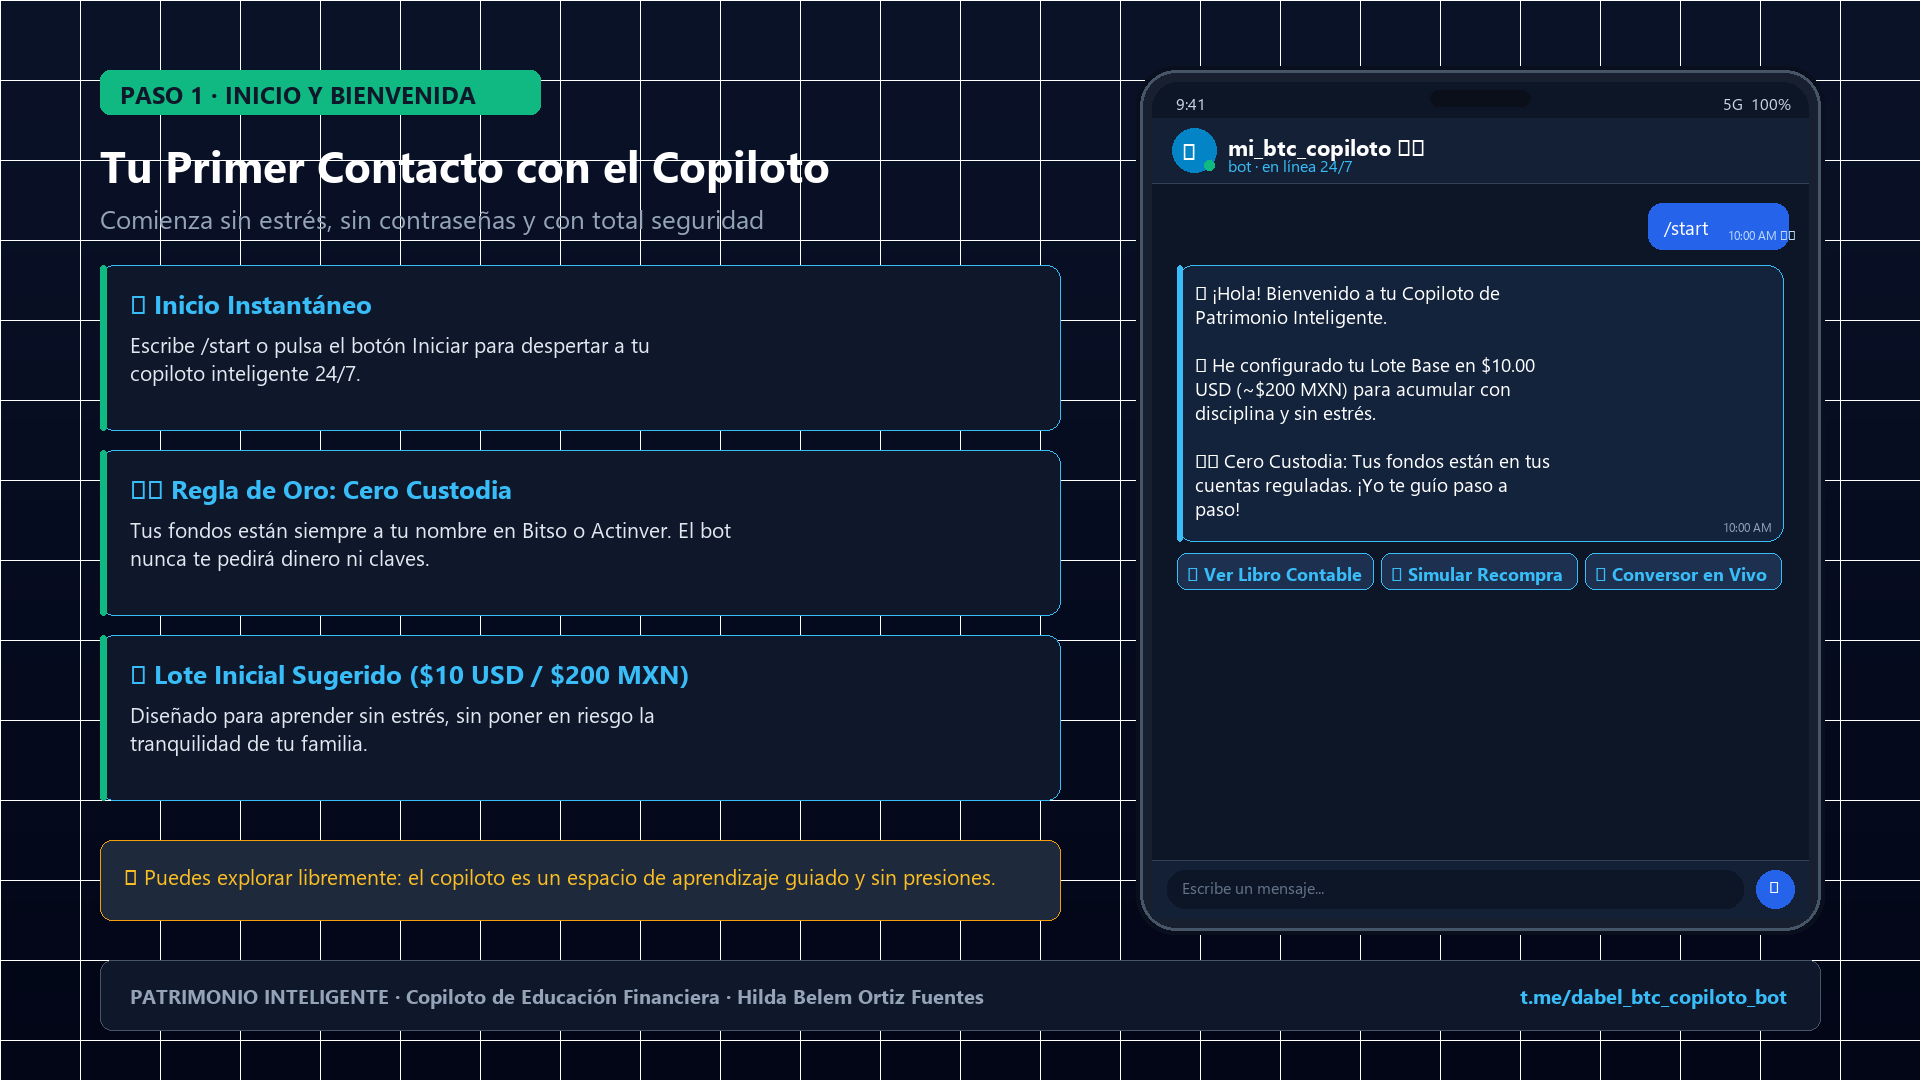 PASO 1 · INICIO Y BIENVENIDA
Tu Primer Contacto con el Copiloto
Comienza sin estrés, sin contraseñas y con total seguridad
Inicio Instantáneo
Escribe /start o pulsa el botón Iniciar para despertar a tu
copiloto inteligente 24/7.
Regla de Oro: Cero Custodia
Tus fondos están siempre a tu nombre en Bitso o Actinver. El bot
nunca te pedirá dinero ni claves.
Lote Inicial Sugerido ($10 USD / $200 MXN)
Diseñado para aprender sin estrés, sin poner en riesgo la
tranquilidad de tu familia.
Puedes explorar libremente: el copiloto es un espacio de aprendizaje guiado y sin presiones.
9:41
5G 100%
mi_btc_copiloto
bot · en línea 24/7
/start
10:00 AM
¡Hola! Bienvenido a tu Copiloto de
Patrimonio Inteligente.
He configurado tu Lote Base en $10.00
USD (~$200 MXN) para acumular con
disciplina y sin estrés.
Cero Custodia: Tus fondos están en tus
cuentas reguladas. ¡Yo te guío paso a
paso!
10:00 AM
Ver Libro Contable
Simular Recompra
Conversor en Vivo
Escribe un mensaje...
PATRIMONIO INTELIGENTE · Copiloto de Educación Financiera · Hilda Belem Ortiz Fuentes
t.me/dabel_btc_copiloto_bot